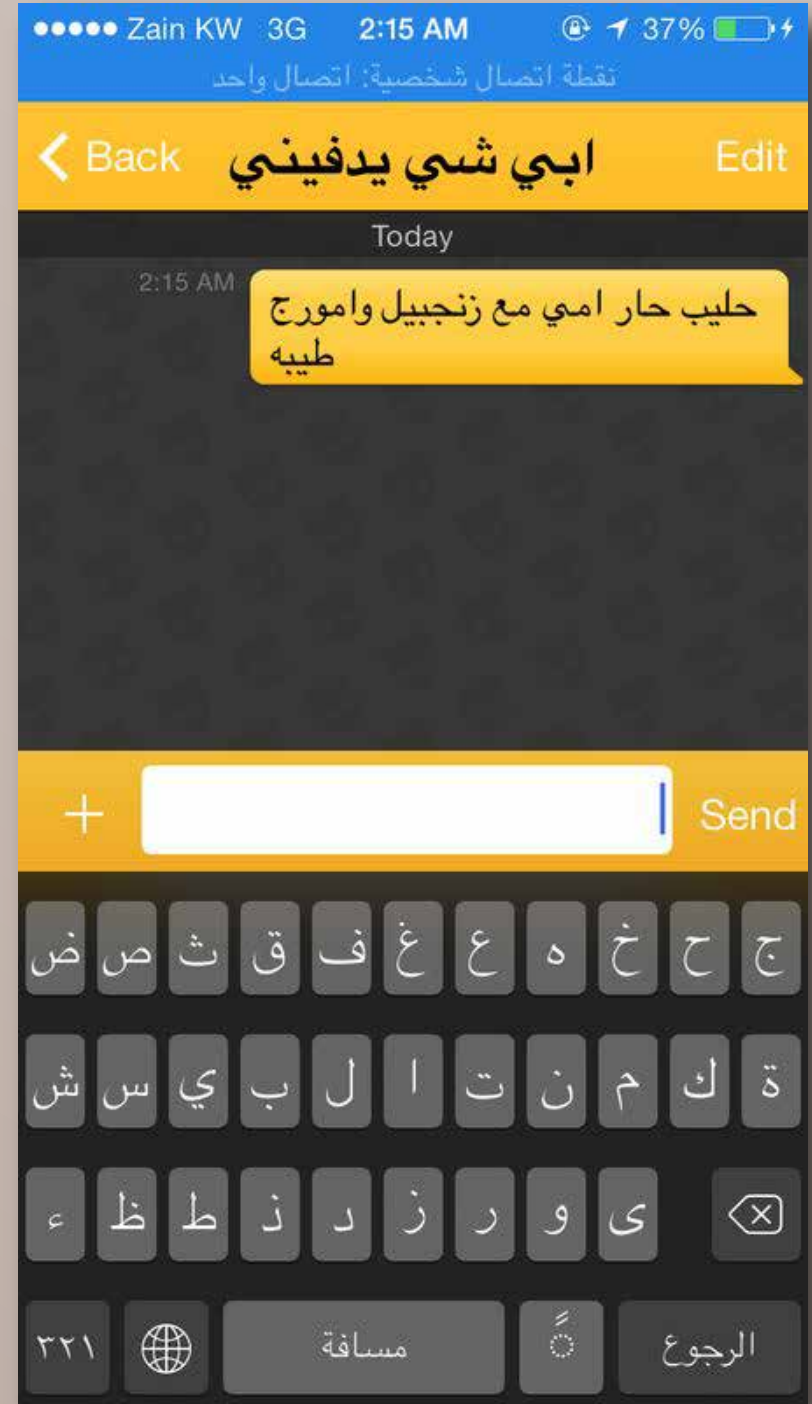 Zain KW 3G 2:15 AM 37%
نقطة اتصال شخصية: اتصال واحد
Back ابي شي يدفيني Edit
Today
2:15 AM
حليب حار امي مع زنجبيل وامورج
طيبه
+ Send
ض ص ث ق ف غ ع ه خ ح ج
ش س ي ب ل ا ت ن م ك ة
ء ظ ط ذ د ز ر و ى
٣٢١ مسافة الرجوع